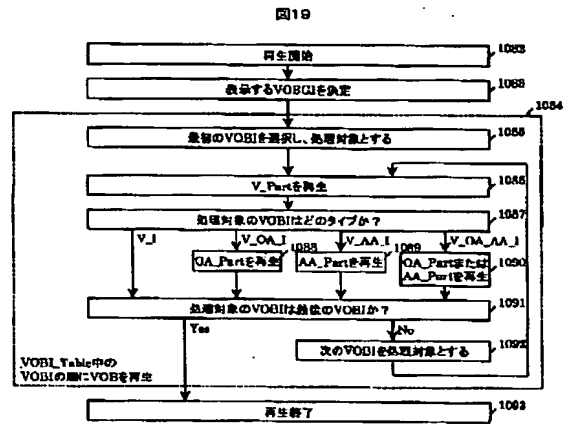 図19
再生開始
1082
表示するVOBGIを決定
1083
1084
最初のVOBIを選択し、処理対象とする
1085
V_Partを再生
1086
処理対象のVOBIはどのタイプか?
1087
V_I
V_OA_I
V_AA_I
V_OA_AA_I
1088
OA_Partを再生
1089
AA_Partを再生
OA_Partまたは
AA_Partを再生
1090
処理対象のVOBIは最後のVOBIか?
1091
Yes
No
次のVOBIを処理対象とする
1092
VOBI_Table中の
VOBIの順にVOBを再生
再生終了
1093